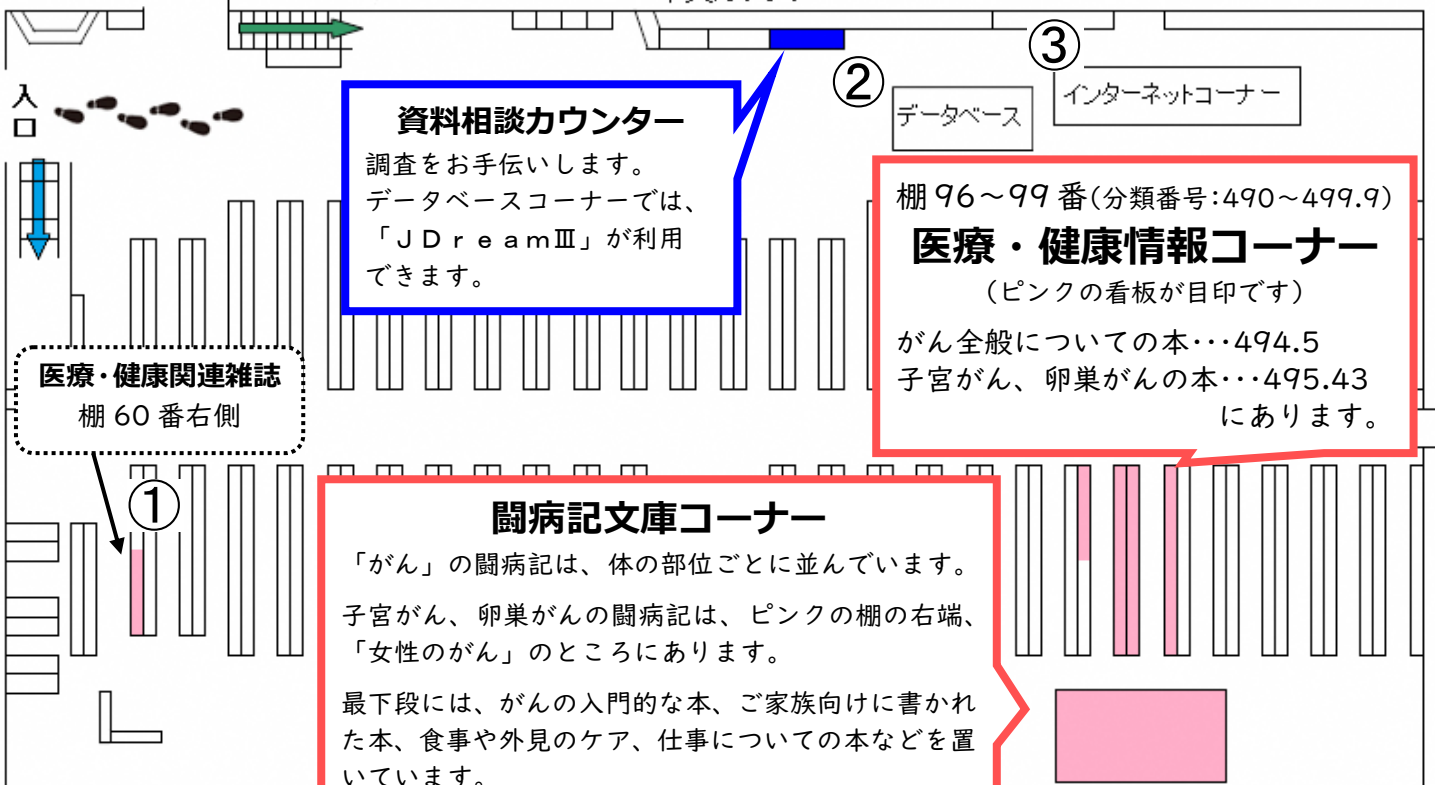 入
口
②
③
データベース
インターネットコーナー
資料相談カウンター
調査をお手伝いします。
データベースコーナーでは、
「ＪＤｒｅａｍⅢ」が利用
できます。
棚96～99番(分類番号:490～499.9)
医療・健康情報コーナー
(ピンクの看板が目印です)
がん全般についての本･･･494.5
子宮がん、卵巣がんの本･･･495.43
にあります。
医療・健康関連雑誌
棚60番右側
①
闘病記文庫コーナー
「がん」の闘病記は、体の部位ごとに並んでいます。
子宮がん、卵巣がんの闘病記は、ピンクの棚の右端、
「女性のがん」のところにあります。
最下段には、がんの入門的な本、ご家族向けに書かれ
た本、食事や外見のケア、仕事についての本などを置
いています。